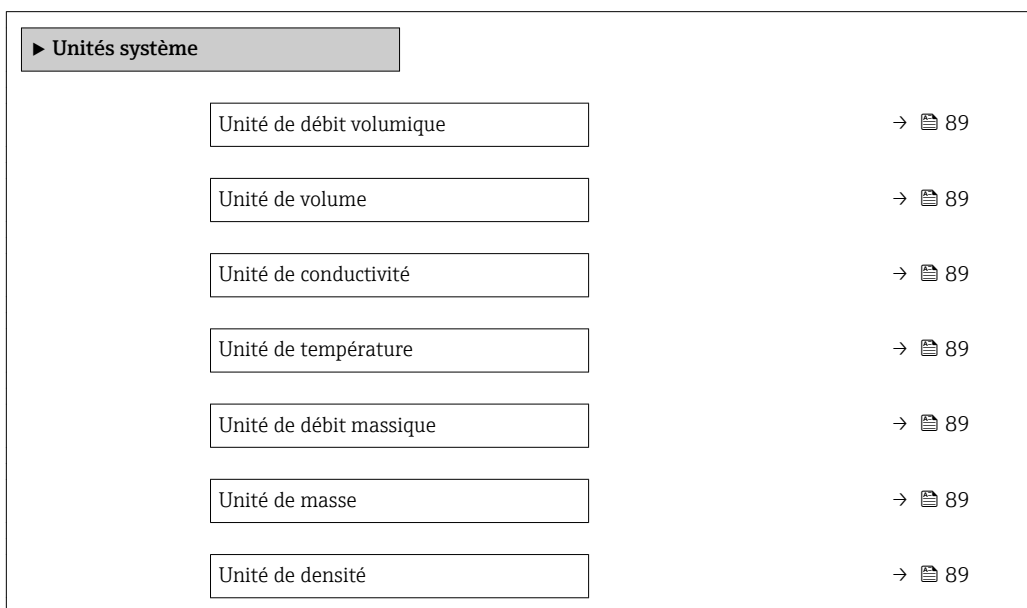 ▶ Unités système
Unité de débit volumique → 89
Unité de volume → 89
Unité de conductivité → 89
Unité de température → 89
Unité de débit massique → 89
Unité de masse → 89
Unité de densité → 89